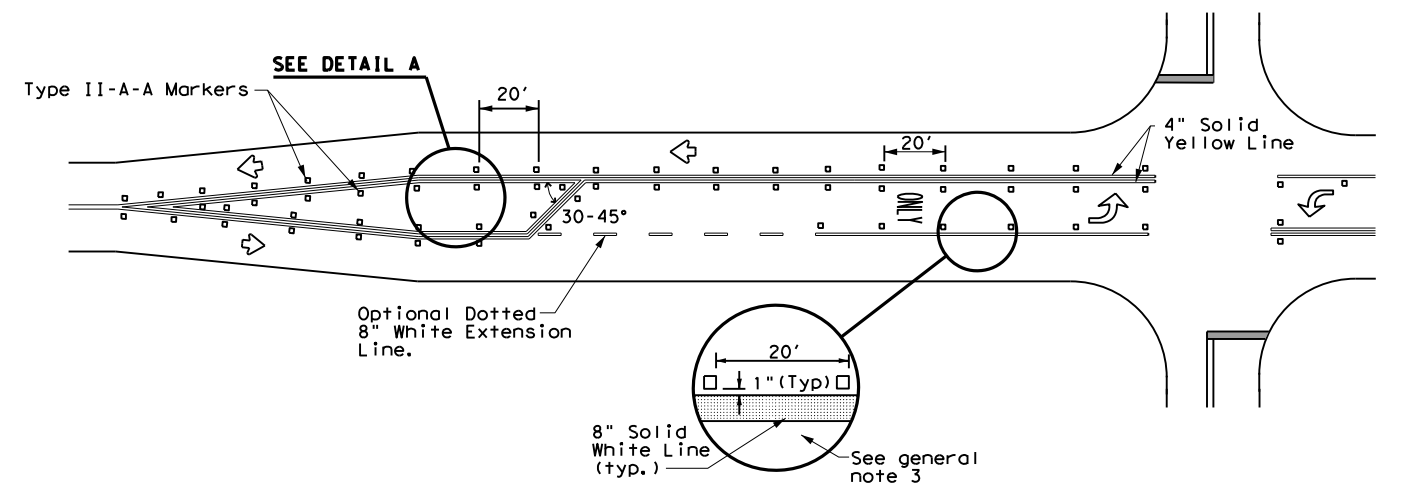 SEE DETAIL A
Type II-A-A Markers
20'
20'
4" Solid
Yellow Line
ONLY
30-45°
Optional Dotted
8" White Extension
Line.
20'
1"(Typ)
8" Solid
White Line
(typ.)
See general
note 3